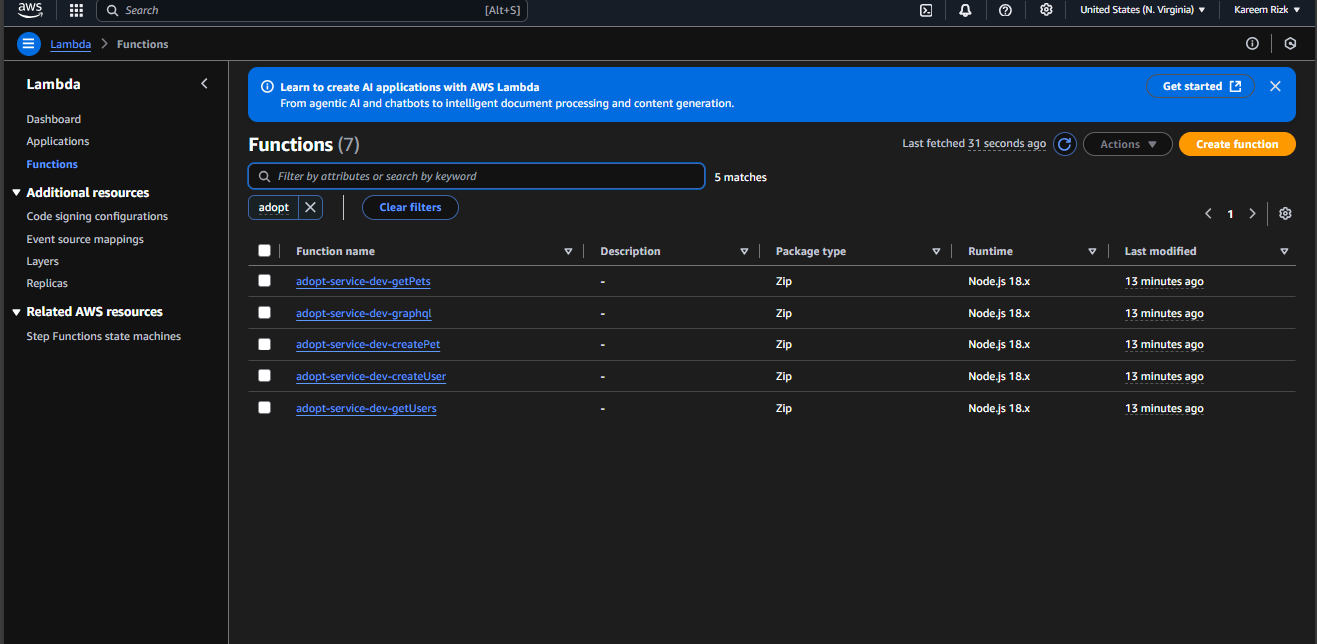 aws
Search [Alt+S] United States (N. Virginia) ▼ Kareem Rizk ▼
Lambda > Functions
Lambda
Dashboard
Applications
Functions
Additional resources
Code signing configurations
Event source mappings
Layers
Replicas
Related AWS resources
Step Functions state machines
Learn to create AI applications with AWS Lambda
From agentic AI and chatbots to intelligent document processing and content generation.
Get started
Functions (7)
Last fetched 31 seconds ago
Actions ▼
Create function
Filter by attributes or search by keyword
5 matches
adopt
Clear filters
1
Function name Description Package type Runtime Last modified
adopt-service-dev-getPets - Zip Node.js 18.x 13 minutes ago
adopt-service-dev-graphql - Zip Node.js 18.x 13 minutes ago
adopt-service-dev-createPet - Zip Node.js 18.x 13 minutes ago
adopt-service-dev-createUser - Zip Node.js 18.x 13 minutes ago
adopt-service-dev-getUsers - Zip Node.js 18.x 13 minutes ago